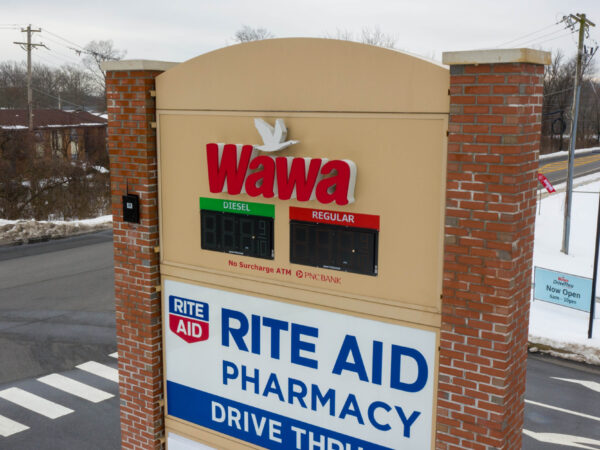 Wawa
DIESEL
REGULAR
No Surcharge ATM PNC BANK
RITE AID
RITE AID
PHARMACY
DRIVE THRU
Now Open